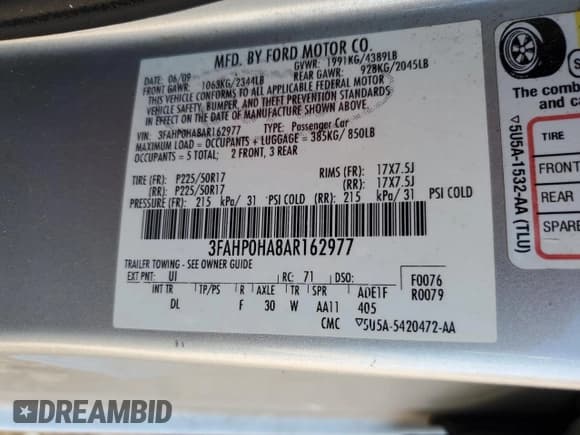 MFD. BY FORD MOTOR CO.
DATE: 06/09
GVWR: 1991KG/4389LB
FRONT GAWR: 1063KG/2344LB
REAR GAWR: 928KG/2045LB
THIS VEHICLE CONFORMS TO ALL APPLICABLE FEDERAL MOTOR
VEHICLE SAFETY, BUMPER, AND THEFT PREVENTION STANDARDS
IN EFFECT ON THE DATE OF MANUFACTURE SHOWN ABOVE.
VIN: 3FAHP0HA8AR162977 TYPE: Passenger Car
MAXIMUM LOAD = OCCUPANTS + LUGGAGE = 385KG/850LB
OCCUPANTS = 5 TOTAL; 2 FRONT, 3 REAR
TIRE (FR): P225/50R17 RIMS (FR): 17X7.5J
(RR): P225/50R17 (RR): 17X7.5J
PRESSURE (FR): 215 kPa/ 31 PSI COLD (RR): 215 kPa/ 31 PSI COLD
3FAHP0HA8AR162977
TRAILER TOWING - SEE OWNER GUIDE
EXT PNT: UI RC: 71 DSO: F0076
INT TR TP/PS R AXLE TR SPR ADE1F R0079
DL F 30 W AA11 405
CMC ▽5U5A-5420472-AA
The comb
and c
TIRE
FRONT
REAR
SPARE
▽5U5A-1532-AA (TLU)
DREAMBID